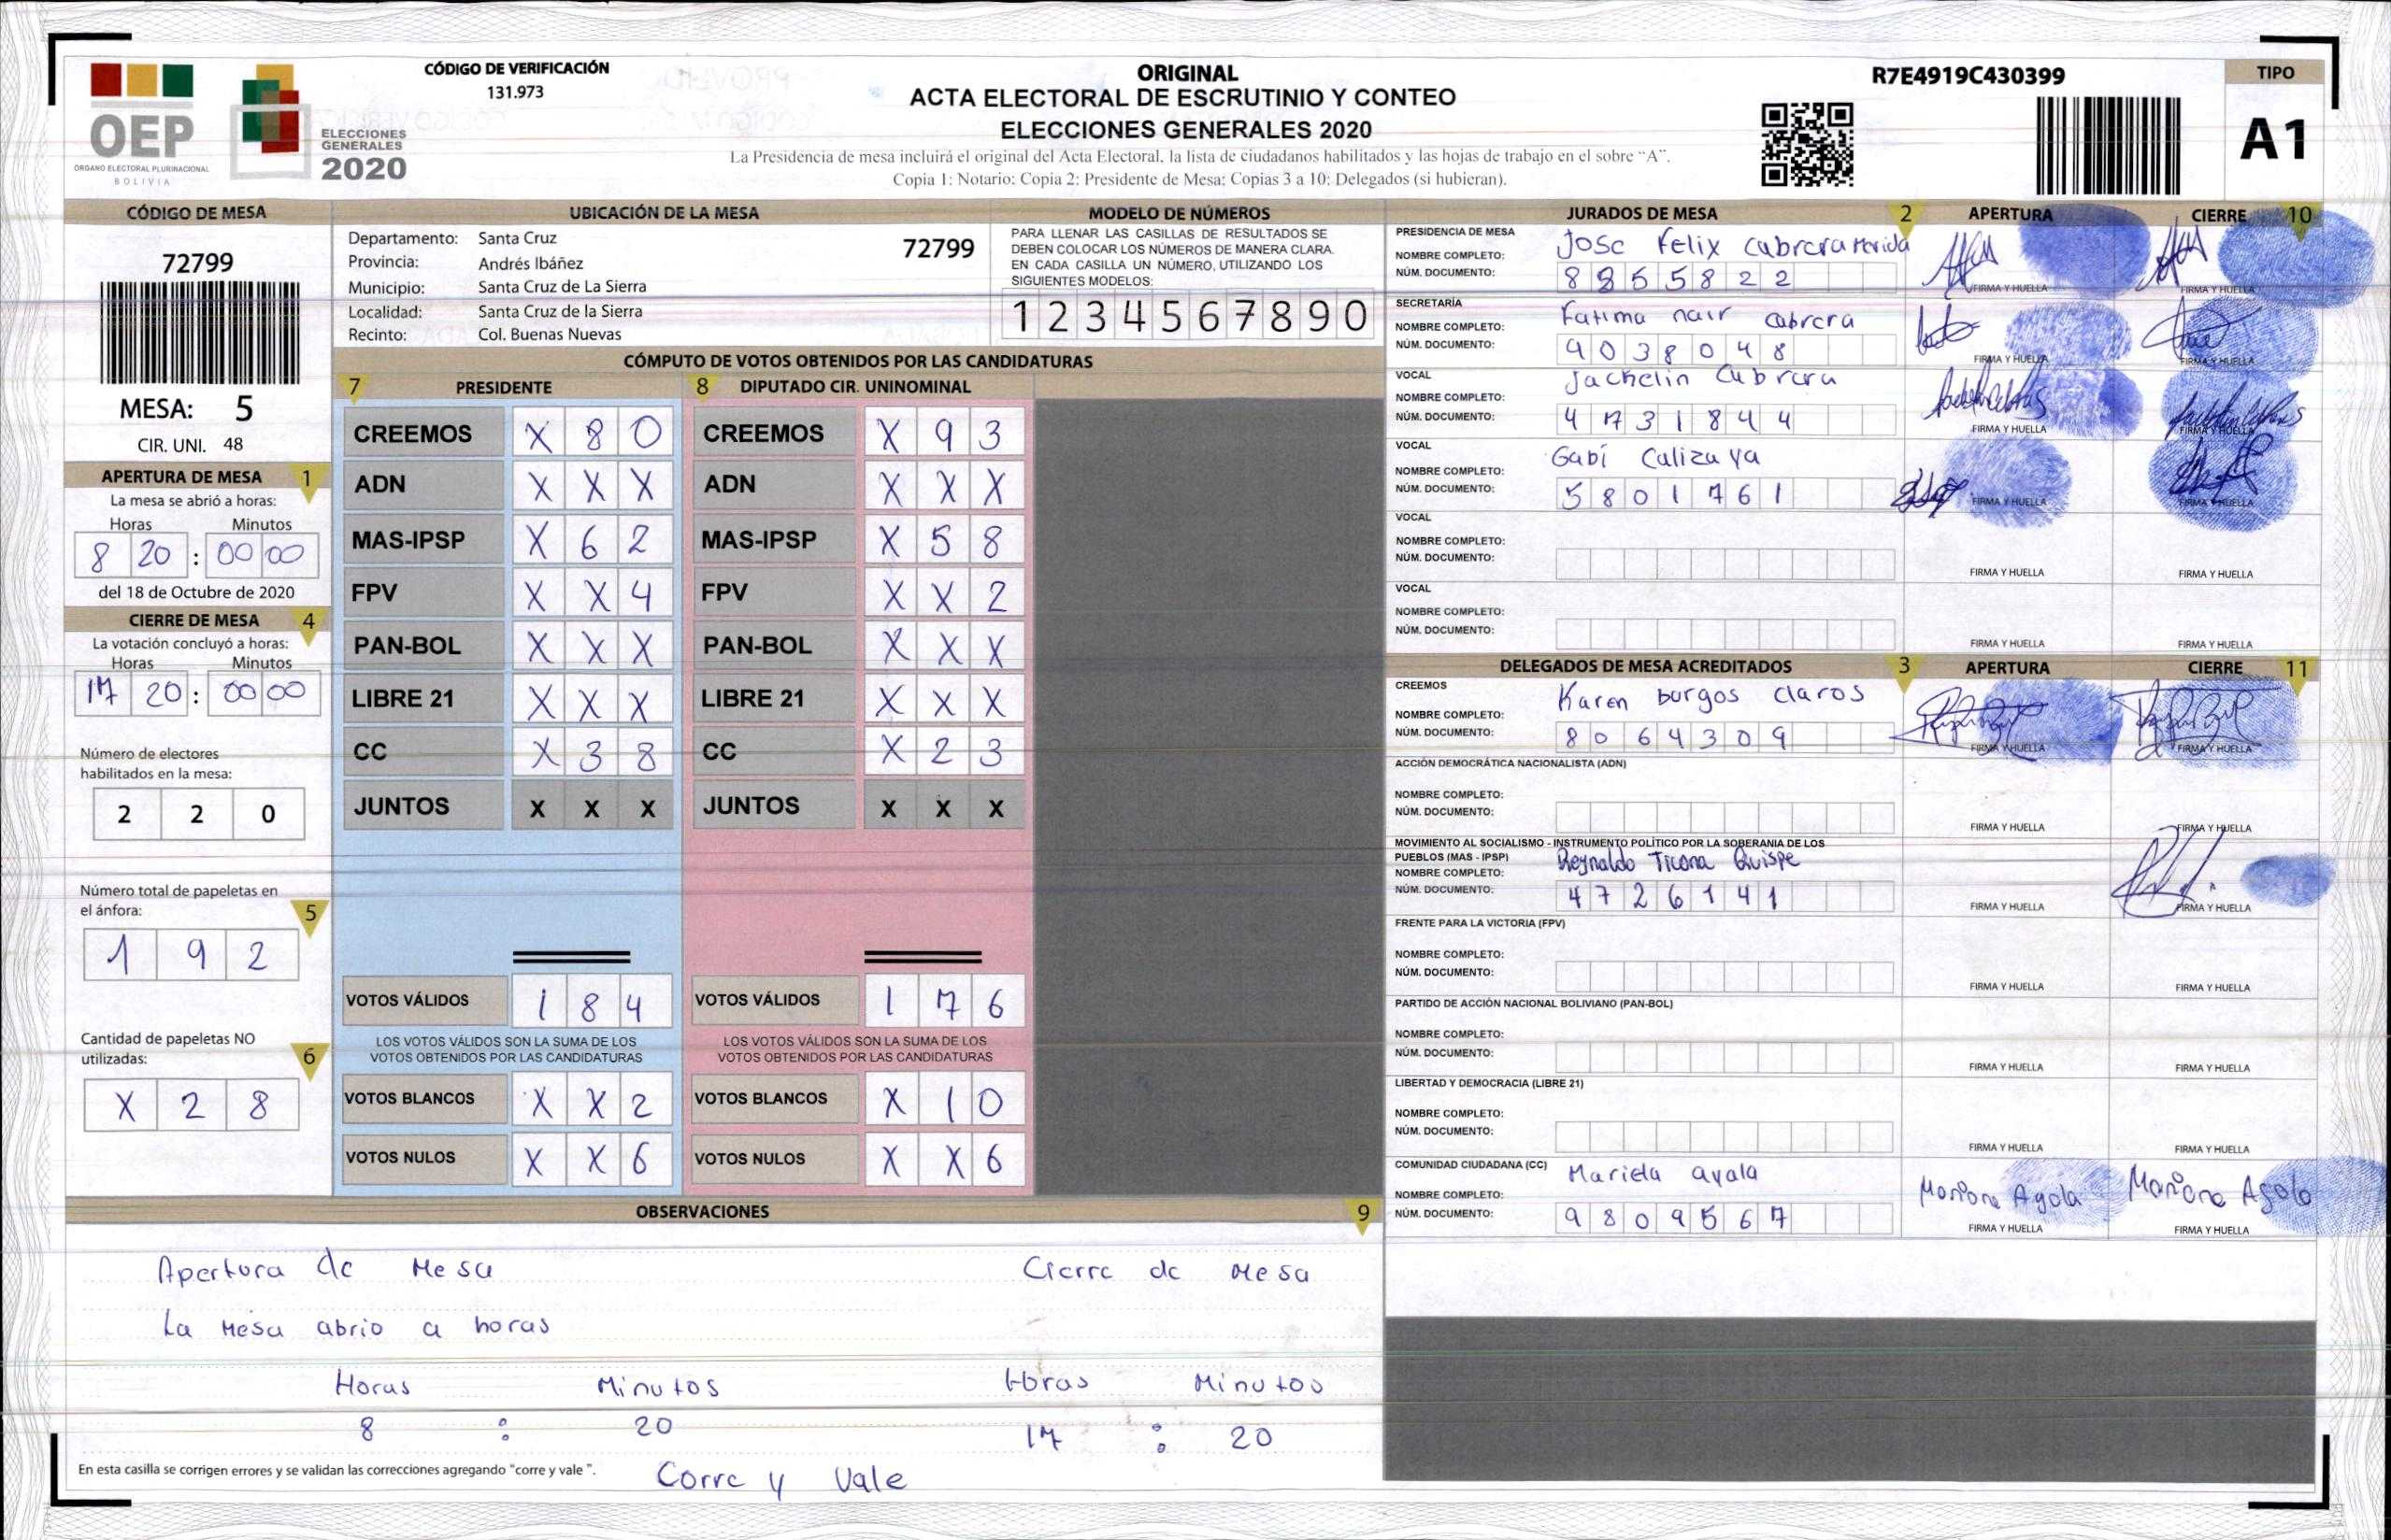 OEP
ÓRGANO ELECTORAL PLURINACIONAL
BOLIVIA
ELECCIONES
GENERALES
2020
CÓDIGO DE VERIFICACIÓN
131.973
ORIGINAL
ACTA ELECTORAL DE ESCRUTINIO Y CONTEO
ELECCIONES GENERALES 2020
La Presidencia de mesa incluirá el original del Acta Electoral, la lista de ciudadanos habilitados y las hojas de trabajo en el sobre “A”.
Copia 1: Notario: Copia 2: Presidente de Mesa: Copias 3 a 10: Delegados (si hubieran).
R7E4919C430399
TIPO
A1
CÓDIGO DE MESA
72799
MESA: 5
CIR. UNI. 48
APERTURA DE MESA 1
La mesa se abrió a horas:
Horas Minutos
8 20 : 00 00
del 18 de Octubre de 2020
CIERRE DE MESA 4
La votación concluyó a horas:
Horas Minutos
17 20 : 00 00
Número de electores
habilitados en la mesa:
2 2 0
Número total de papeletas en
el ánfora: 5
1 9 2
Cantidad de papeletas NO
utilizadas: 6
X 2 8
UBICACIÓN DE LA MESA
Departamento: Santa Cruz 72799
Provincia: Andrés Ibáñez
Municipio: Santa Cruz de La Sierra
Localidad: Santa Cruz de la Sierra
Recinto: Col. Buenas Nuevas
MODELO DE NÚMEROS
PARA LLENAR LAS CASILLAS DE RESULTADOS SE
DEBEN COLOCAR LOS NÚMEROS DE MANERA CLARA.
EN CADA CASILLA UN NÚMERO, UTILIZANDO LOS
SIGUIENTES MODELOS:
1 2 3 4 5 6 7 8 9 0
CÓMPUTO DE VOTOS OBTENIDOS POR LAS CANDIDATURAS
7 PRESIDENTE 8 DIPUTADO CIR. UNINOMINAL
CREEMOS X 8 0 CREEMOS X 9 3
ADN X X X ADN X X X
MAS-IPSP X 6 2 MAS-IPSP X 5 8
FPV X X 4 FPV X X 2
PAN-BOL X X X PAN-BOL X X X
LIBRE 21 X X X LIBRE 21 X X X
CC X 3 8 CC X 2 3
JUNTOS X X X JUNTOS X X X
VOTOS VÁLIDOS 1 8 4 VOTOS VÁLIDOS 1 7 6
LOS VOTOS VÁLIDOS SON LA SUMA DE LOS LOS VOTOS VÁLIDOS SON LA SUMA DE LOS
VOTOS OBTENIDOS POR LAS CANDIDATURAS VOTOS OBTENIDOS POR LAS CANDIDATURAS
VOTOS BLANCOS X X 2 VOTOS BLANCOS X 1 0
VOTOS NULOS X X 6 VOTOS NULOS X X 6
JURADOS DE MESA 2 APERTURA CIERRE 10
PRESIDENCIA DE MESA
NOMBRE COMPLETO: Jose Felix Cabrera Merida
NÚM. DOCUMENTO: 8 8 5 5 8 2 2
FIRMA Y HUELLA FIRMA Y HUELLA
SECRETARÍA
NOMBRE COMPLETO: Fatima nair Cabrera
NÚM. DOCUMENTO: 9 0 3 8 0 4 8
FIRMA Y HUELLA FIRMA Y HUELLA
VOCAL
NOMBRE COMPLETO: Jachelin Cabrera
NÚM. DOCUMENTO: 4 7 3 1 8 4 4
FIRMA Y HUELLA FIRMA Y HUELLA
VOCAL
NOMBRE COMPLETO: Gabi Calizaya
NÚM. DOCUMENTO: 5 8 0 1 7 6 1
FIRMA Y HUELLA FIRMA Y HUELLA
VOCAL
NOMBRE COMPLETO:
NÚM. DOCUMENTO:
FIRMA Y HUELLA FIRMA Y HUELLA
VOCAL
NOMBRE COMPLETO:
NÚM. DOCUMENTO:
FIRMA Y HUELLA FIRMA Y HUELLA
DELEGADOS DE MESA ACREDITADOS 3 APERTURA CIERRE 11
CREEMOS
NOMBRE COMPLETO: Karen burgos claros
NÚM. DOCUMENTO: 8 0 6 4 3 0 9
FIRMA Y HUELLA FIRMA Y HUELLA
ACCIÓN DEMOCRÁTICA NACIONALISTA (ADN)
NOMBRE COMPLETO:
NÚM. DOCUMENTO:
FIRMA Y HUELLA FIRMA Y HUELLA
MOVIMIENTO AL SOCIALISMO - INSTRUMENTO POLÍTICO POR LA SOBERANIA DE LOS
PUEBLOS (MAS - IPSP)
NOMBRE COMPLETO: Reynaldo Ticona Quispe
NÚM. DOCUMENTO: 4 7 2 6 1 4 1
FIRMA Y HUELLA FIRMA Y HUELLA
FRENTE PARA LA VICTORIA (FPV)
NOMBRE COMPLETO:
NÚM. DOCUMENTO:
FIRMA Y HUELLA FIRMA Y HUELLA
PARTIDO DE ACCIÓN NACIONAL BOLIVIANO (PAN-BOL)
NOMBRE COMPLETO:
NÚM. DOCUMENTO:
FIRMA Y HUELLA FIRMA Y HUELLA
LIBERTAD Y DEMOCRACIA (LIBRE 21)
NOMBRE COMPLETO:
NÚM. DOCUMENTO:
FIRMA Y HUELLA FIRMA Y HUELLA
COMUNIDAD CIUDADANA (CC)
NOMBRE COMPLETO: Mariela ayala
NÚM. DOCUMENTO: 9 8 0 9 5 6 7
FIRMA Y HUELLA FIRMA Y HUELLA
OBSERVACIONES 9
Apertura de Mesa Cierre de Mesa
La Mesa abrio a horas
Horas Minutos Horas Minutos
8 : 20 17 : 20
En esta casilla se corrigen errores y se validan las correcciones agregando “corre y vale ”. Corre y Vale